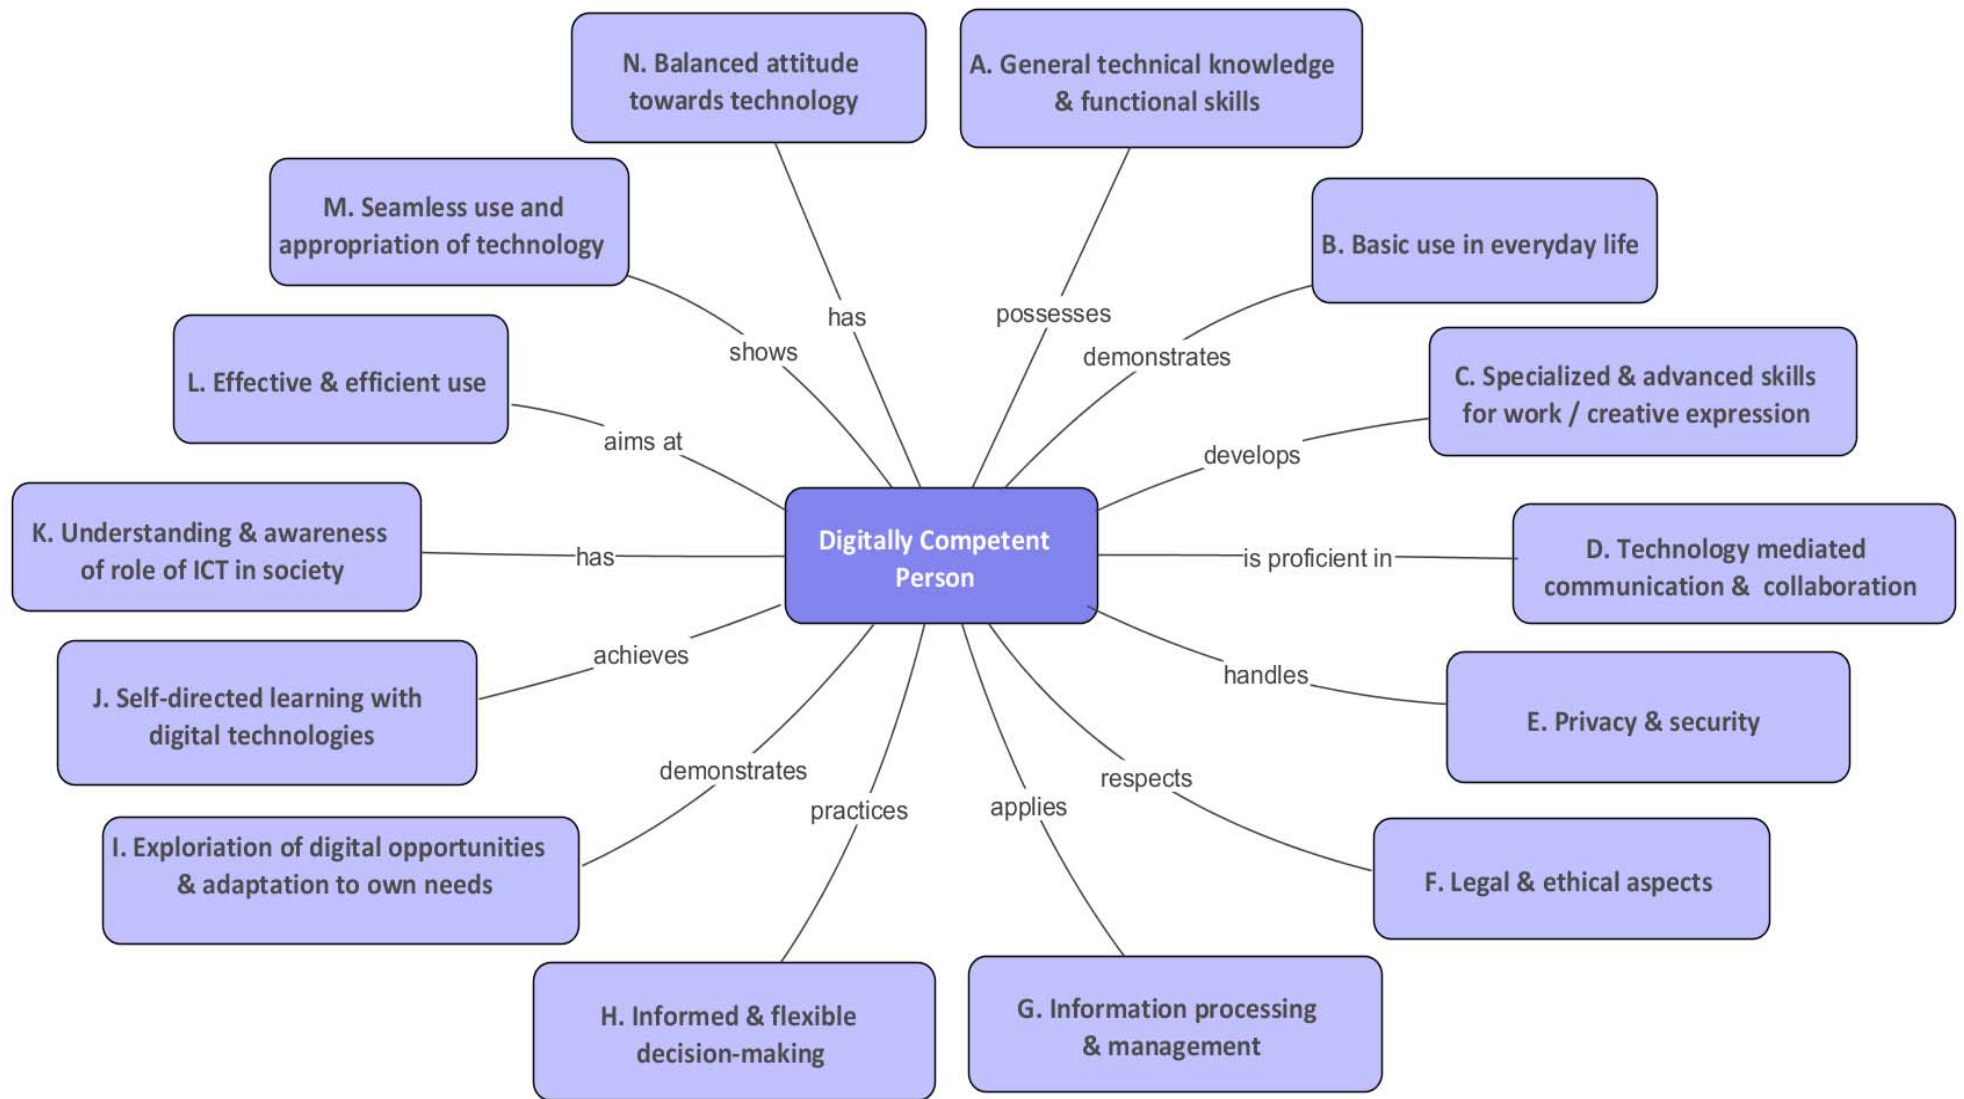 N. Balanced attitude
towards technology
A. General technical knowledge
& functional skills
M. Seamless use and
appropriation of technology
B. Basic use in everyday life
has
possesses
shows
demonstrates
L. Effective & efficient use
C. Specialized & advanced skills
for work / creative expression
aims at
develops
K. Understanding & awareness
of role of ICT in society
has
Digitally Competent
Person
is proficient in
D. Technology mediated
communication & collaboration
achieves
handles
J. Self-directed learning with
digital technologies
E. Privacy & security
demonstrates
practices
applies
respects
I. Exploriation of digital opportunities
& adaptation to own needs
F. Legal & ethical aspects
H. Informed & flexible
decision-making
G. Information processing
& management